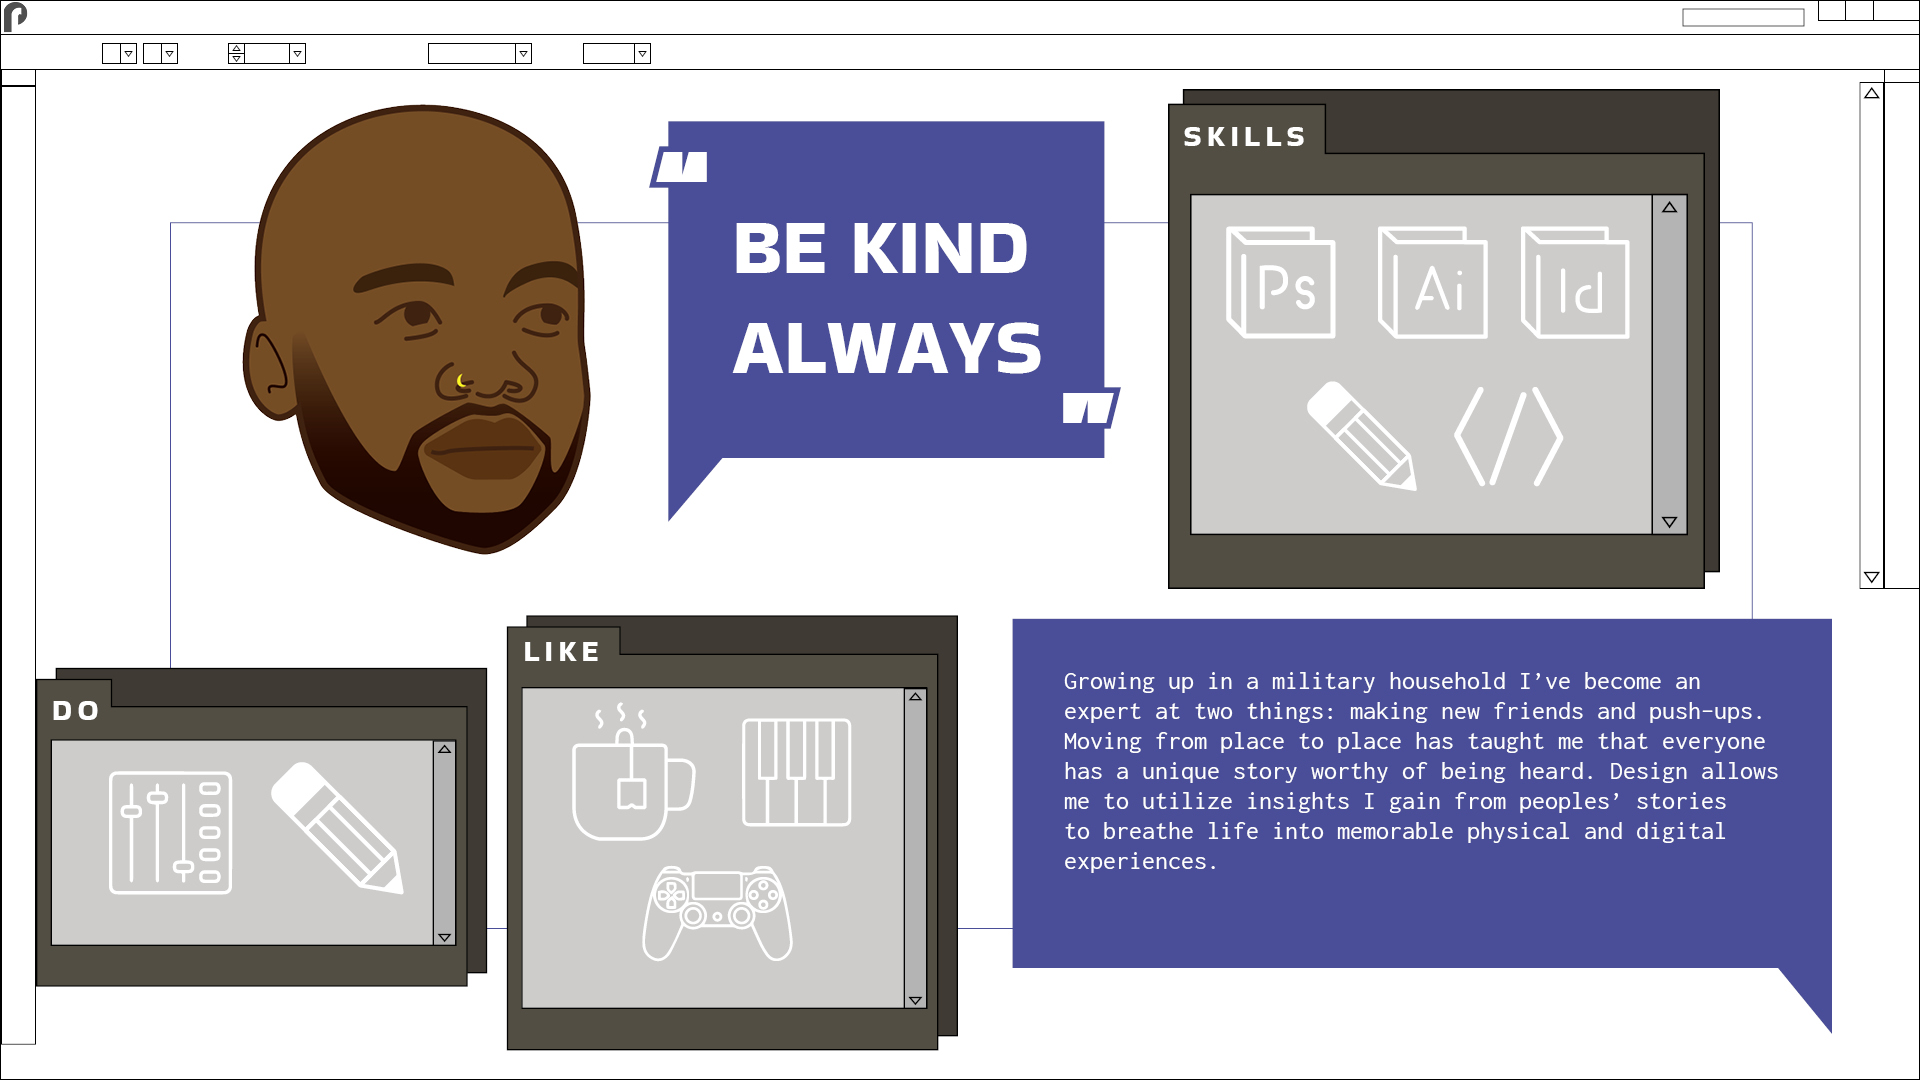 BE KIND
ALWAYS
SKILLS
Ps
Ai
Id
</>
DO
LIKE
Growing up in a military household I’ve become an
expert at two things: making new friends and push-ups.
Moving from place to place has taught me that everyone
has a unique story worthy of being heard. Design allows
me to utilize insights I gain from peoples’ stories
to breathe life into memorable physical and digital
experiences.